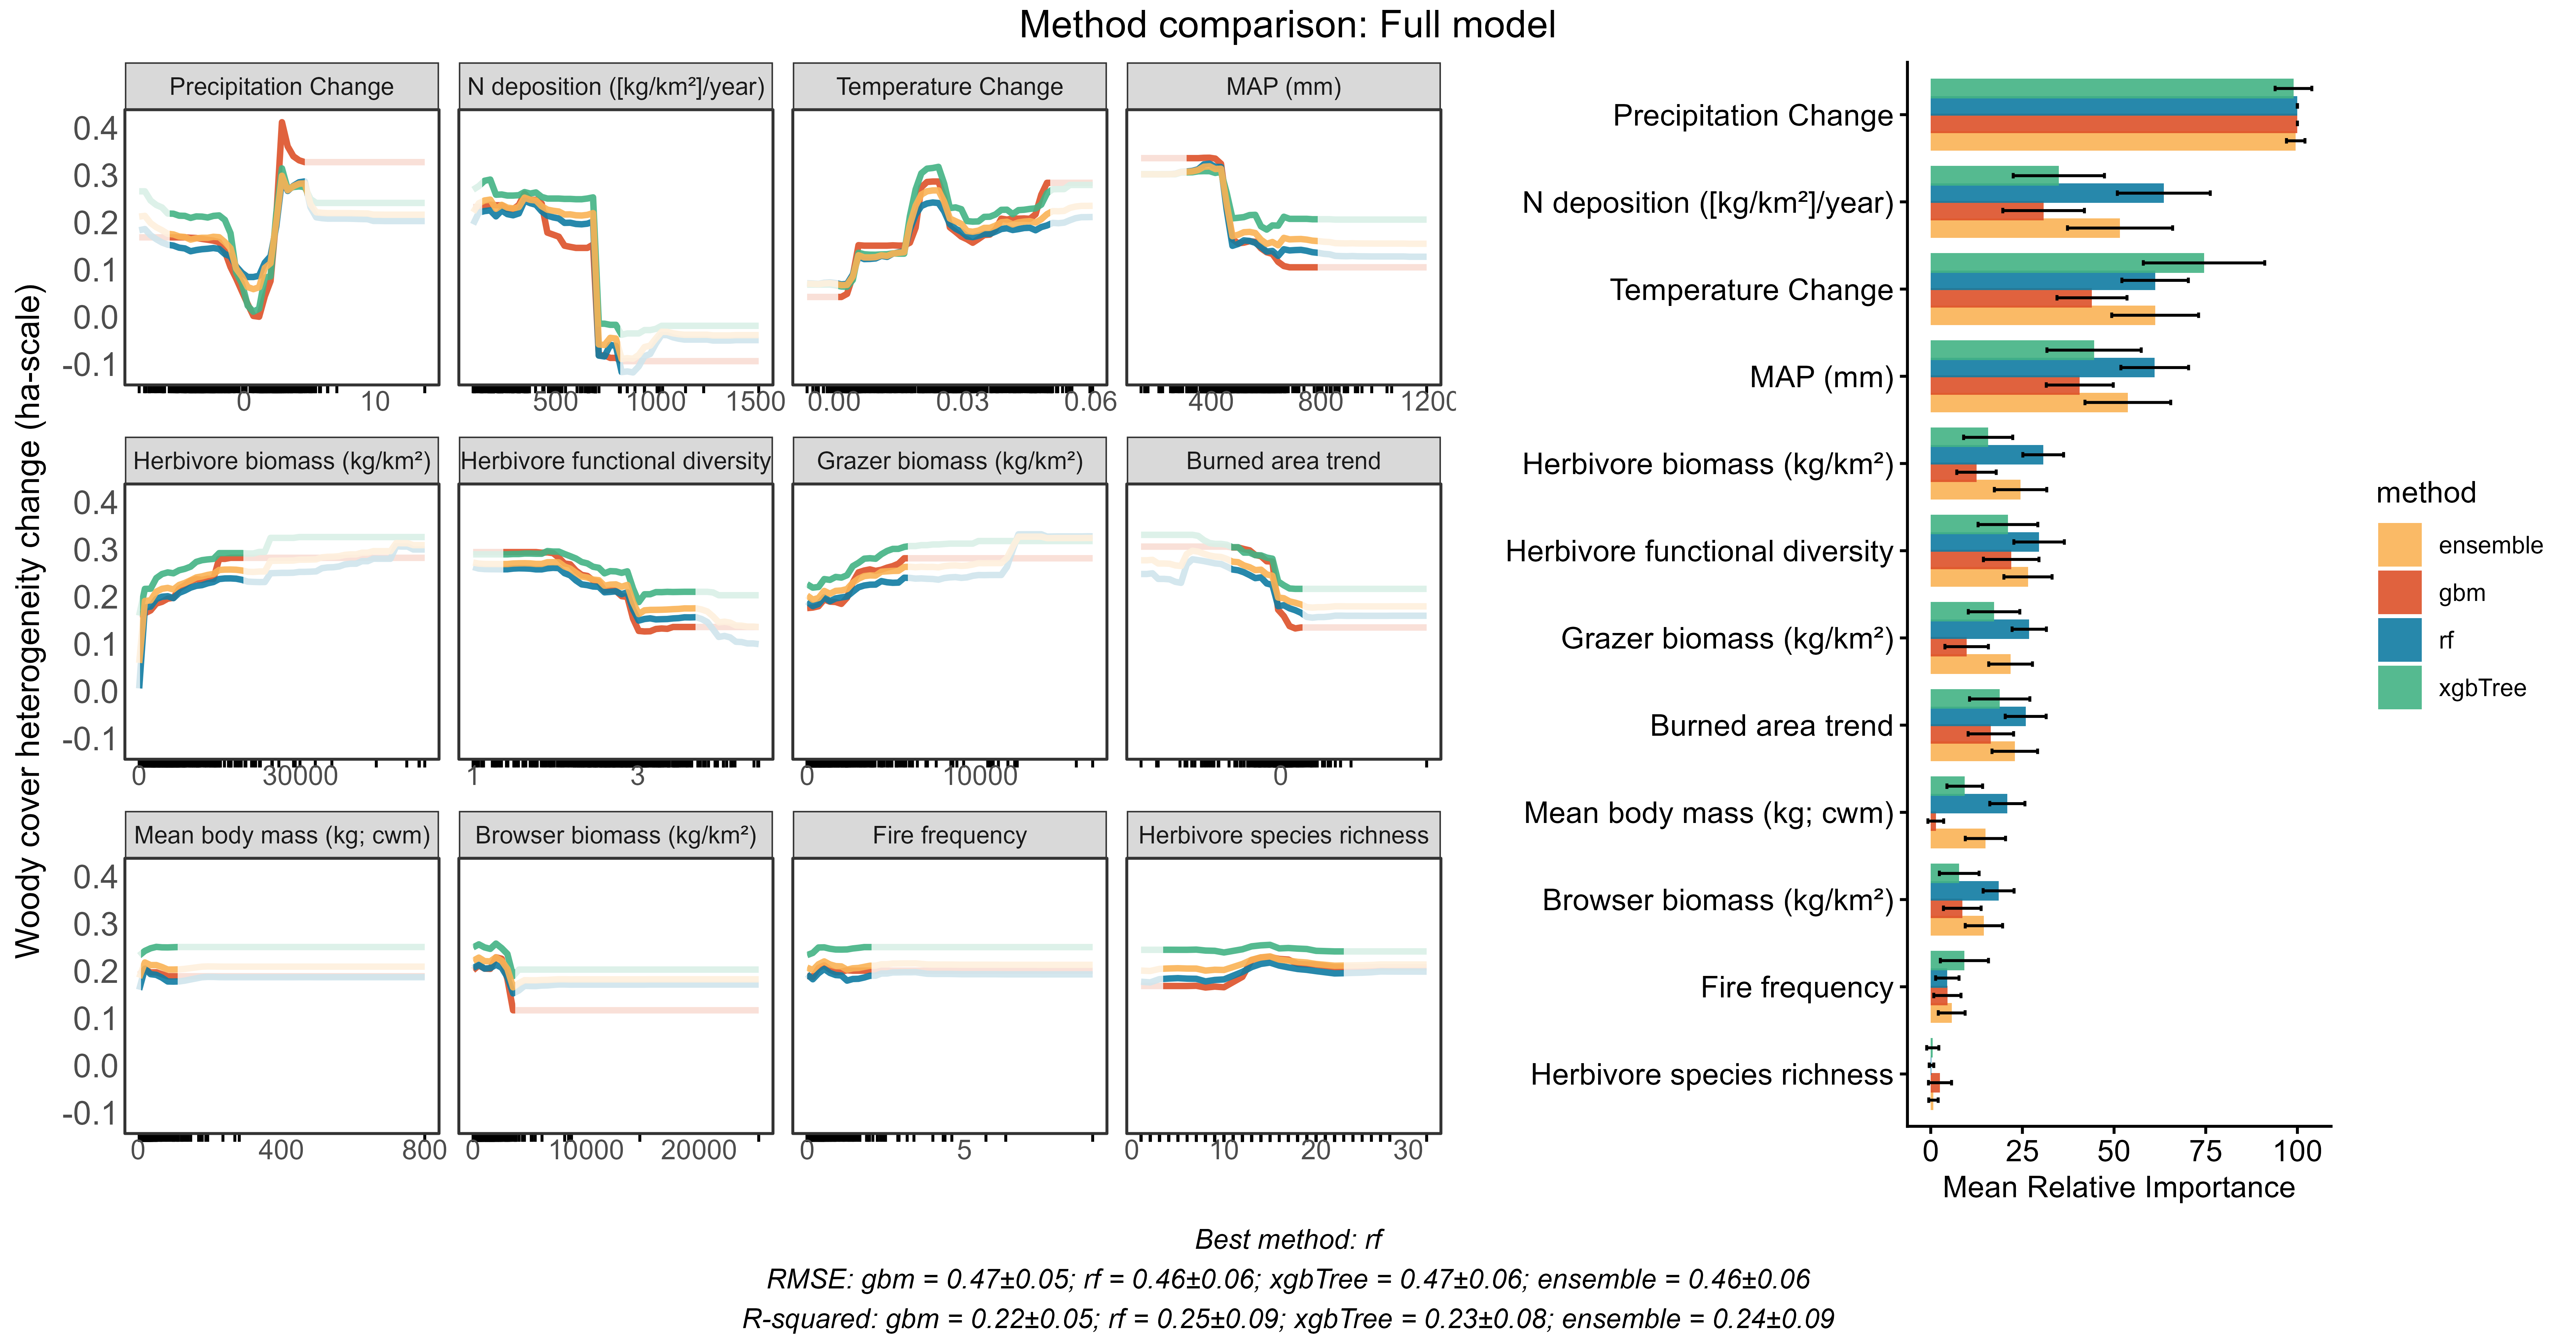 Method comparison: Full model
Woody cover heterogeneity change (ha-scale)
Precipitation Change
N deposition ([kg/km²]/year)
Temperature Change
MAP (mm)
0.4
0.3
0.2
0.1
0.0
-0.1
0 10
500 1000 1500
0.00 0.03 0.06
400 800 1200
Herbivore biomass (kg/km²)
Herbivore functional diversity
Grazer biomass (kg/km²)
Burned area trend
0.4
0.3
0.2
0.1
0.0
-0.1
0 30000
1 3
0 10000
0
Mean body mass (kg; cwm)
Browser biomass (kg/km²)
Fire frequency
Herbivore species richness
0.4
0.3
0.2
0.1
0.0
-0.1
0 400 800
0 10000 20000
0 5
0 10 20 30
Precipitation Change
N deposition ([kg/km²]/year)
Temperature Change
MAP (mm)
Herbivore biomass (kg/km²)
Herbivore functional diversity
Grazer biomass (kg/km²)
Burned area trend
Mean body mass (kg; cwm)
Browser biomass (kg/km²)
Fire frequency
Herbivore species richness
0 25 50 75 100
Mean Relative Importance
method
ensemble
gbm
rf
xgbTree
Best method: rf
RMSE: gbm = 0.47±0.05; rf = 0.46±0.06; xgbTree = 0.47±0.06; ensemble = 0.46±0.06
R-squared: gbm = 0.22±0.05; rf = 0.25±0.09; xgbTree = 0.23±0.08; ensemble = 0.24±0.09